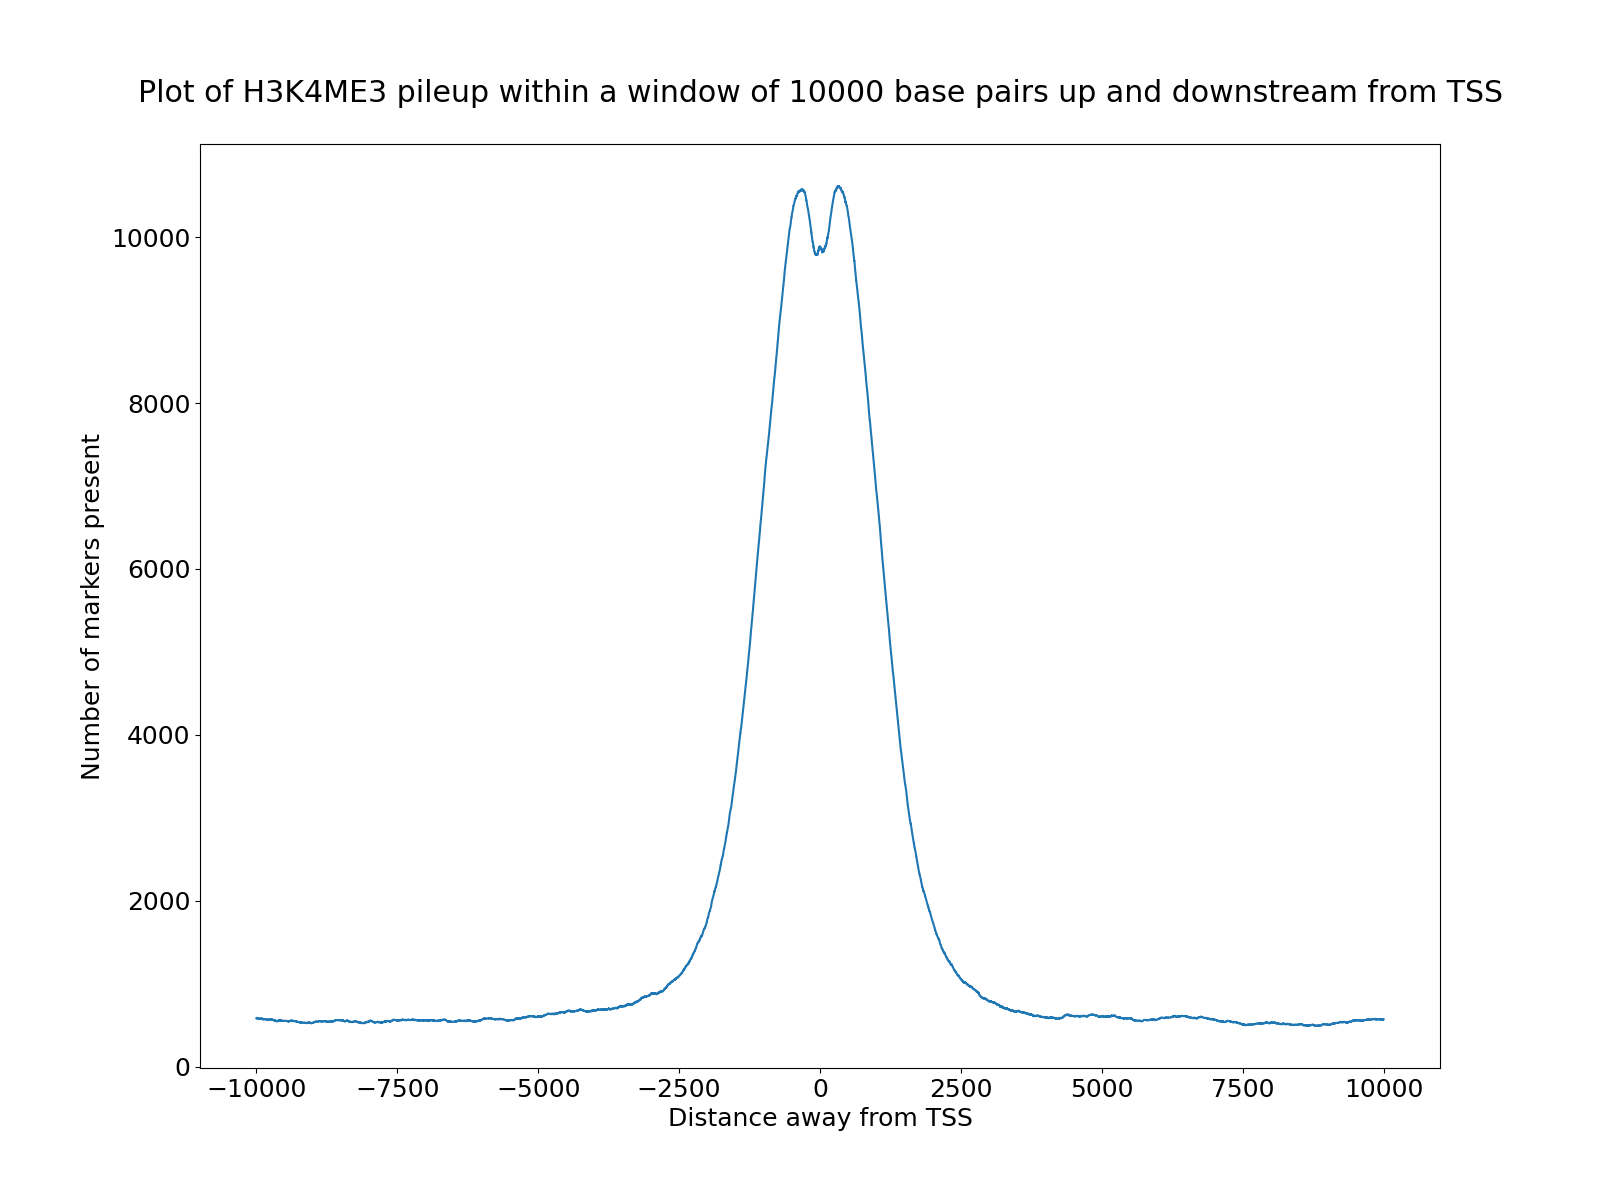 Plot of H3K4ME3 pileup within a window of 10000 base pairs up and downstream from TSS
10000
8000
6000
4000
2000
0
Number of markers present
−10000 −7500 −5000 −2500 0 2500 5000 7500 10000
Distance away from TSS